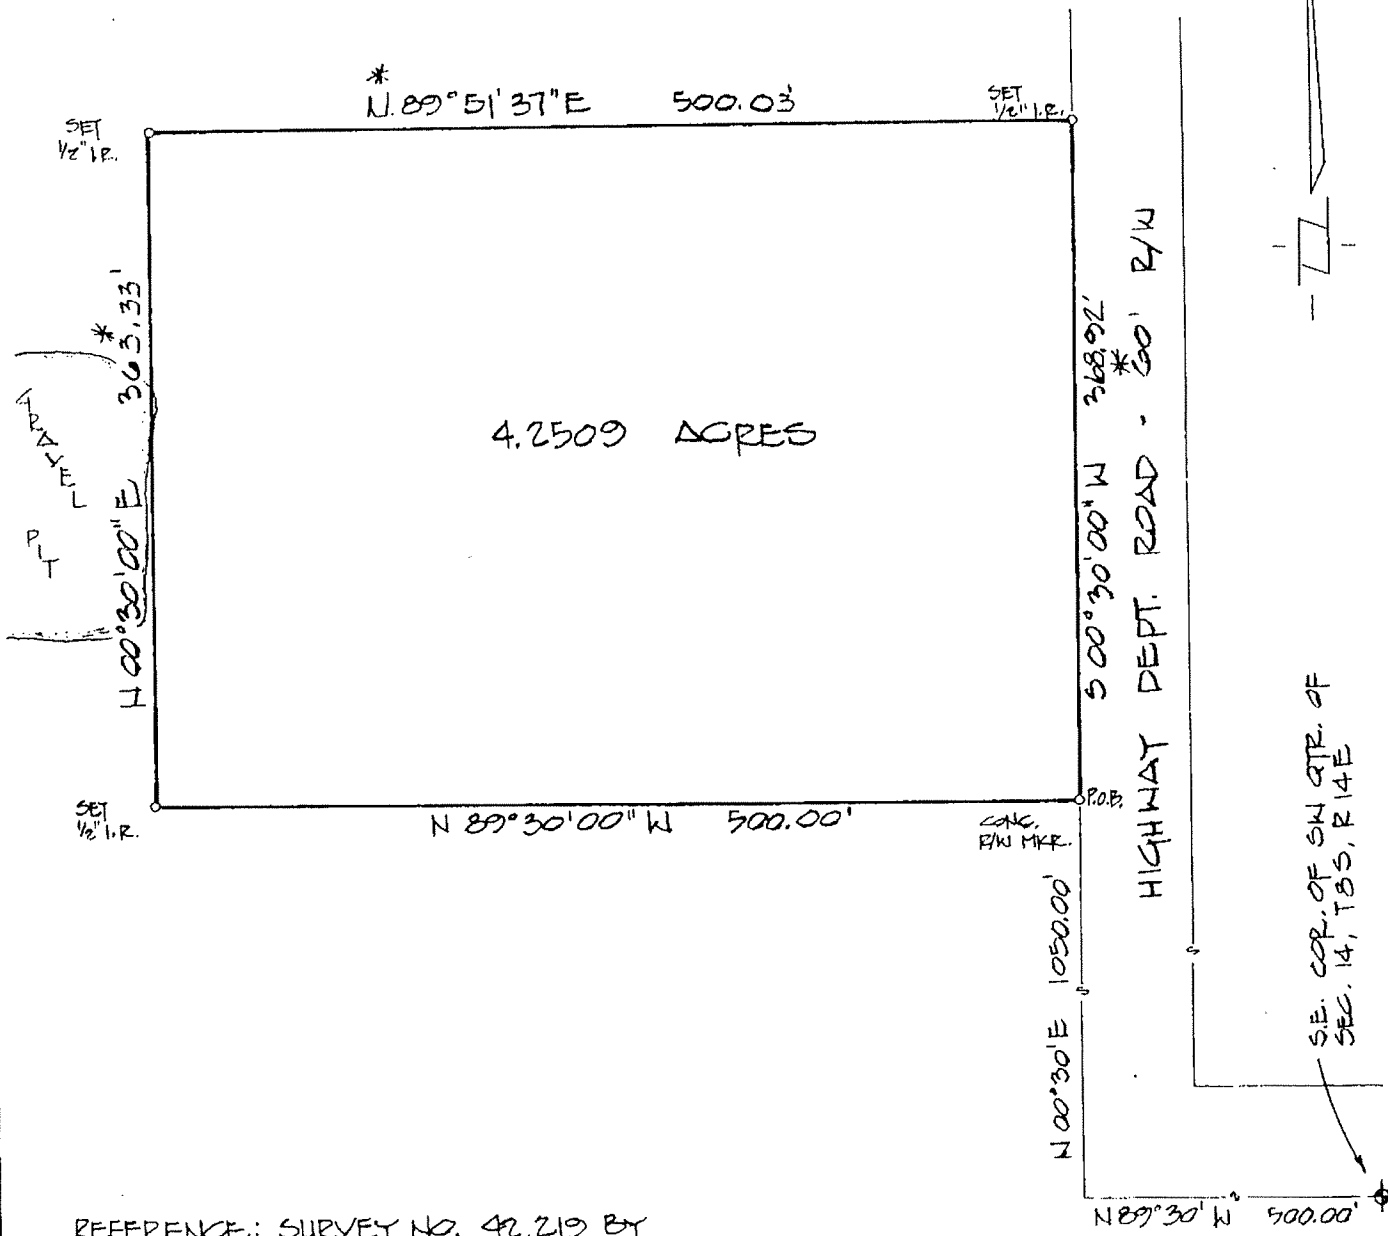 *
N. 89°51'37"E 500.03'
SET
1/2" I.R.
SET
1/2" I.R.
N 00°30'00" E 363.33'
*
GRAVEL
PIT
4.2509 ACRES
S 00°30'00" W 368.92'
*
HIGHWAY DEPT. ROAD - 60' R/W
SET
1/2" I.R.
N 89°30'00" W 500.00'
CONC.
R/W MKR.
P.O.B.
N 00°30'E 1050.00'
S.E. COR. OF SW QTR. OF
SEC. 14, T3S, R14E
N89°30'W 500.00'
REFERENCE: SURVEY NO. 42,219 BY